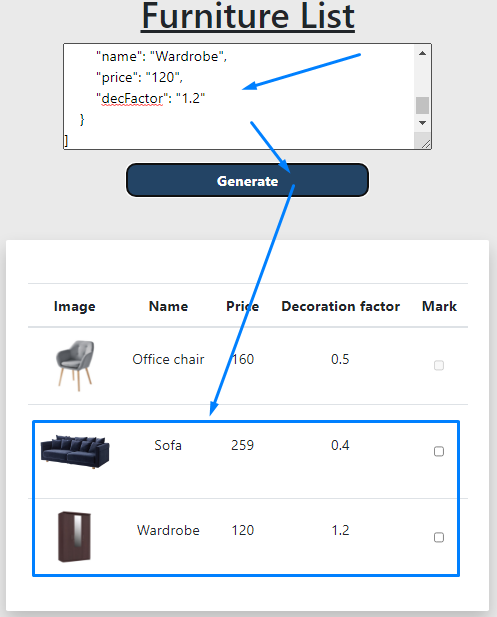 Furniture List
"name": "Wardrobe",
"price": "120",
"decFactor": "1.2"
}
]
Generate
Image Name Price Decoration factor Mark
Office chair 160 0.5
Sofa 259 0.4
Wardrobe 120 1.2